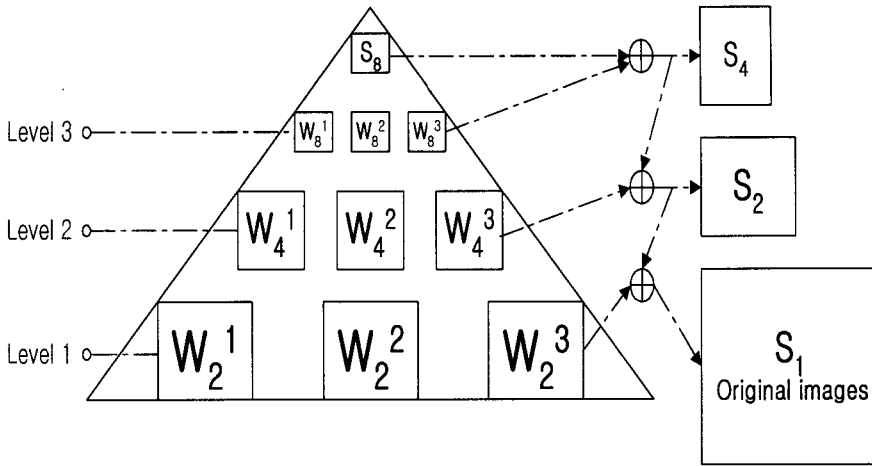 S₈
S₄
Level 3
W₈¹ W₈² W₈³
S₂
Level 2
W₄¹ W₄² W₄³
Level 1
W₂¹ W₂² W₂³
S₁
Original images